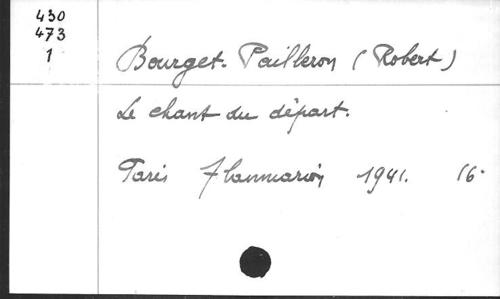 430
473
1
Bourget-Pailleron (Robert)
Le chant du départ.
Paris Flammarion 1941. 16°